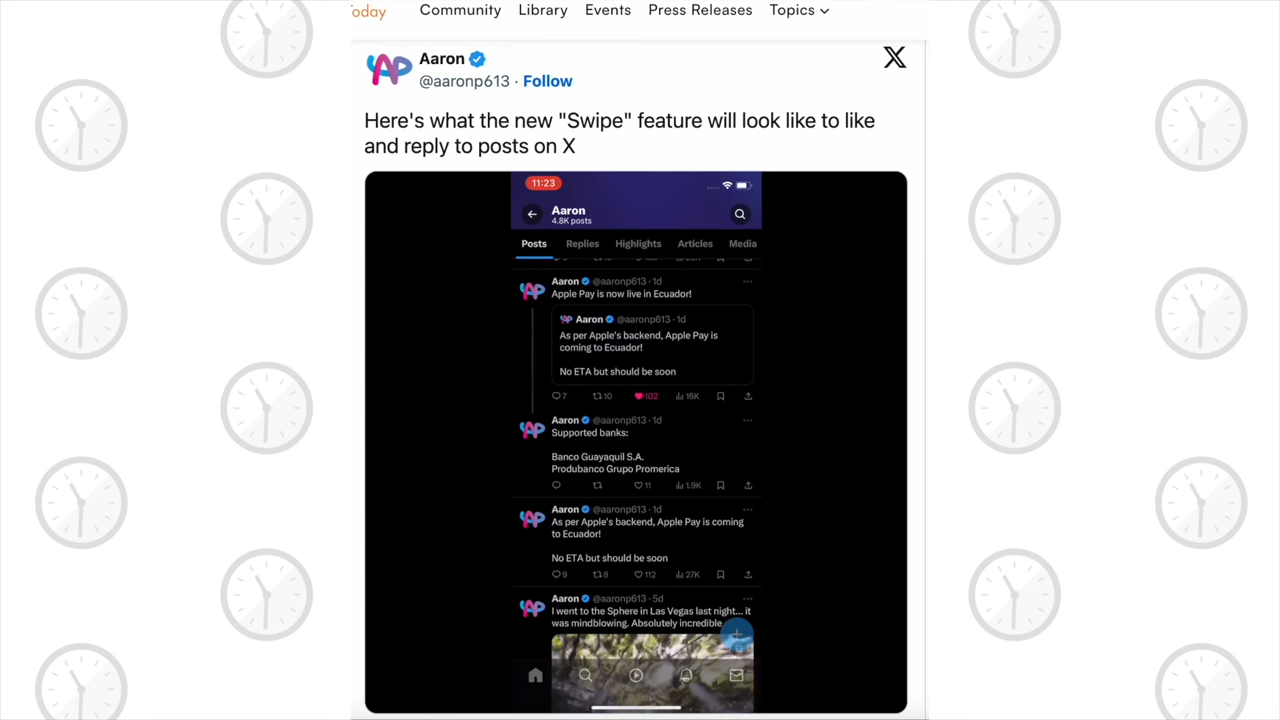 oday
Community Library Events Press Releases Topics
Aaron
@aaronp613 · Follow
Here's what the new "Swipe" feature will look like to like
and reply to posts on X
11:23
Aaron
4.8K posts
Posts Replies Highlights Articles Media
Aaron @aaronp613 · 1d
Apple Pay is now live in Ecuador!
Aaron @aaronp613 · 1d
As per Apple's backend, Apple Pay is
coming to Ecuador!
No ETA but should be soon
7 10 102 16K
Aaron @aaronp613 · 1d
Supported banks:
Banco Guayaquil S.A.
Produbanco Grupo Promerica
11 1.9K
Aaron @aaronp613 · 1d
As per Apple's backend, Apple Pay is coming
to Ecuador!
No ETA but should be soon
9 8 112 27K
Aaron @aaronp613 · 5d
I went to the Sphere in Las Vegas last night... it
was mindblowing. Absolutely incredible